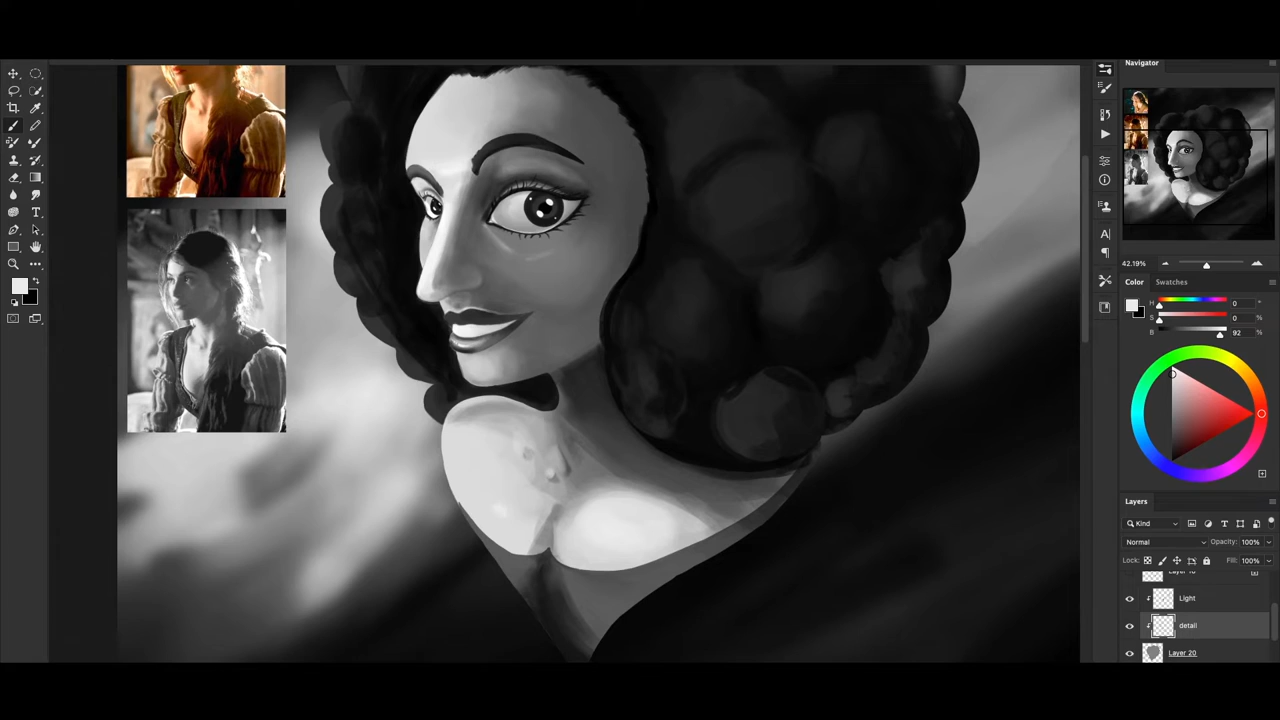 Navigator
42.19%
Color
Swatches
H
0
°
S
0
%
B
92
%
Layers
Kind
Normal
Opacity:
100%
Lock:
Fill:
100%
Light
detail
Layer 20